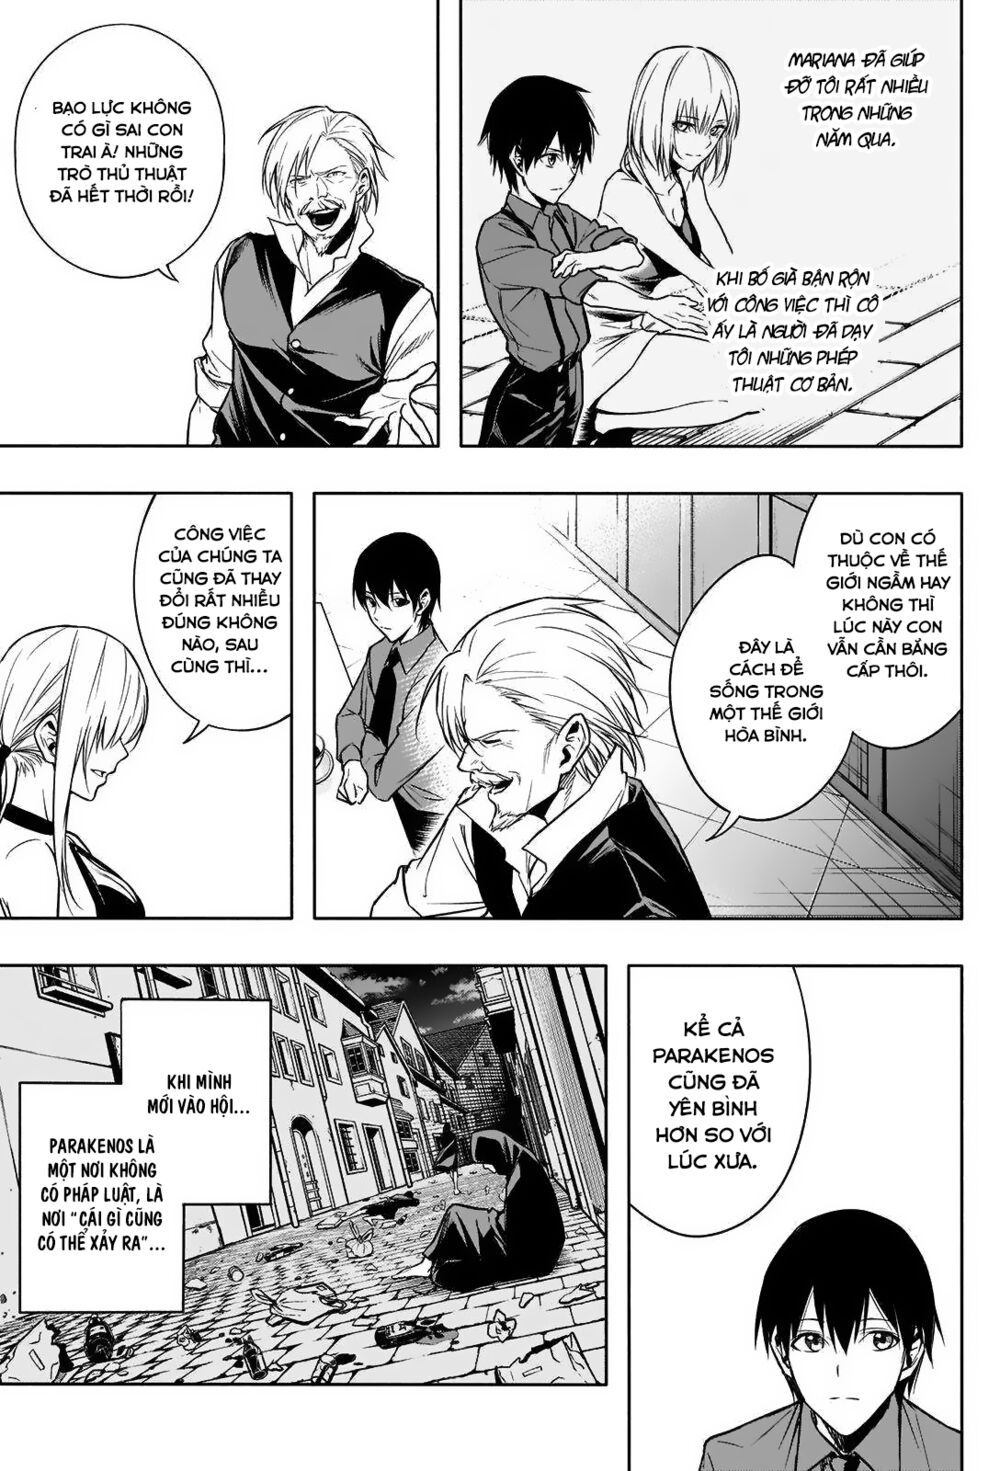 MARIANA ĐÃ GIÚP
ĐỠ TÔI RẤT NHIỀU
TRONG NHỮNG
NĂM QUA.
KHI BỐ GIÀ BẬN RỘN
VỚI CÔNG VIỆC THÌ CÔ
ẤY LÀ NGƯỜI ĐÃ DẠY
TÔI NHỮNG PHÉP
THUẬT CƠ BẢN.
BẠO LỰC KHÔNG
CÓ GÌ SAI CON
TRAI À! NHỮNG
TRÒ THỦ THUẬT
ĐÃ HẾT THỜI RỒI!
DÙ CON CÓ
THUỘC VỀ THẾ
GIỚI NGẦM HAY
KHÔNG THÌ
LÚC NÀY CON
VẪN CẦN BẰNG
CẤP THÔI.
ĐÂY LÀ
CÁCH ĐỂ
SỐNG TRONG
MỘT THẾ GIỚI
HÒA BÌNH.
CÔNG VIỆC
CỦA CHÚNG TA
CŨNG ĐÃ THAY
ĐỔI RẤT NHIỀU
ĐÚNG KHÔNG
NÀO, SAU
CÙNG THÌ...
KỂ CẢ
PARAKENOS
CŨNG ĐÃ
YÊN BÌNH
HƠN SO VỚI
LÚC XƯA.
KHI MÌNH
MỚI VÀO HỘI...
PARAKENOS LÀ
MỘT NƠI KHÔNG
CÓ PHÁP LUẬT, LÀ
NƠI "CÁI GÌ CŨNG
CÓ THỂ XẢY RA"...